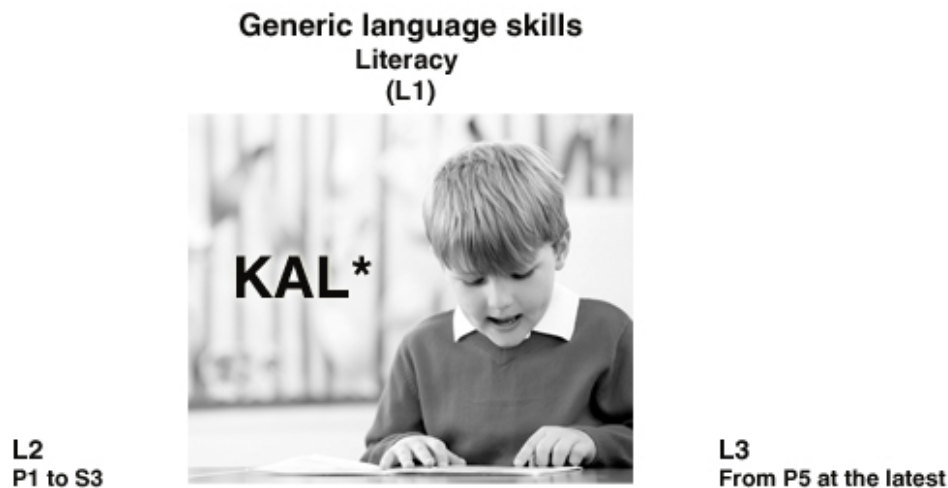 Generic language skills
Literacy
(L1)
KAL*
L2
P1 to S3
L3
From P5 at the latest